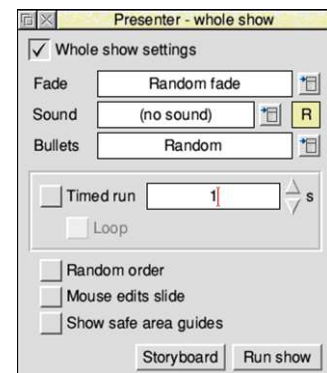 Presenter - whole show
Whole show settings
Fade Random fade
Sound (no sound) R
Bullets Random
Timed run 1 s
Loop
Random order
Mouse edits slide
Show safe area guides
Storyboard Run show